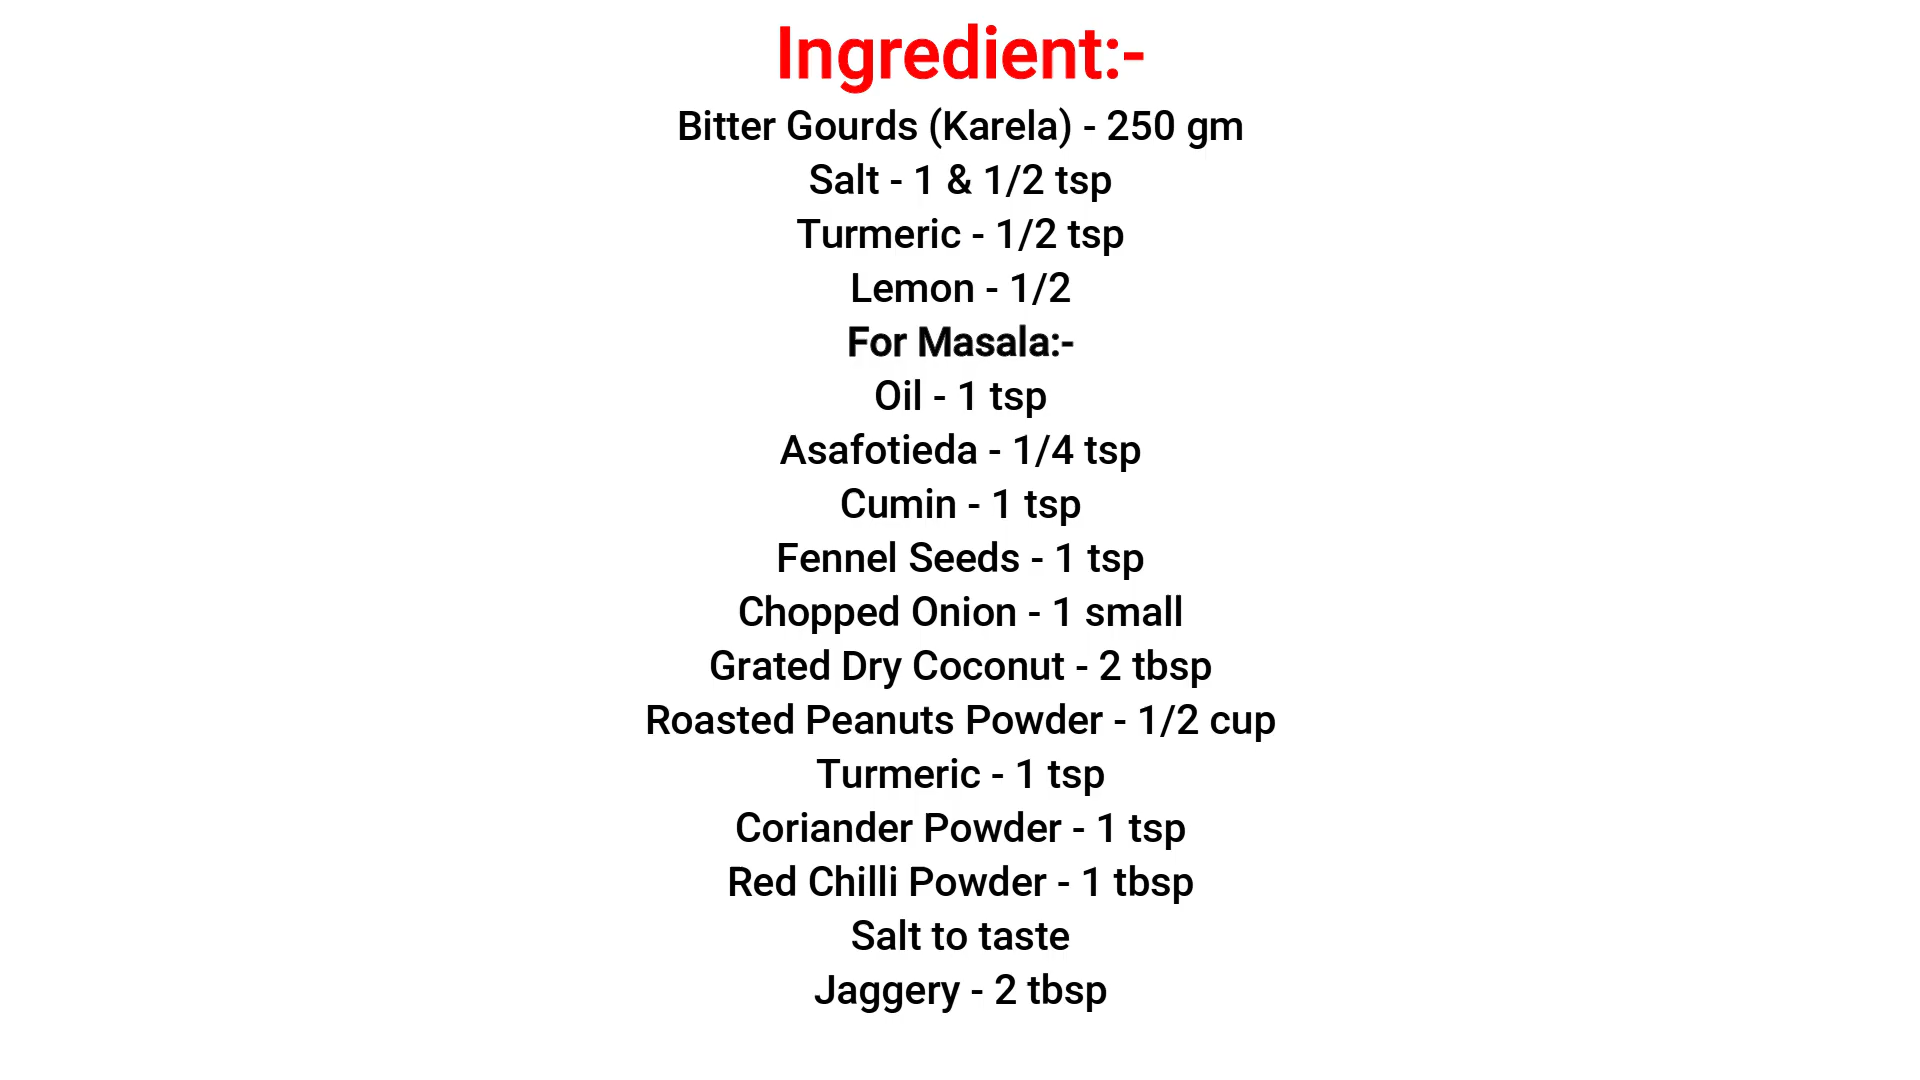 Ingredient:-
Bitter Gourds (Karela) - 250 gm
Salt - 1 & 1/2 tsp
Turmeric - 1/2 tsp
Lemon - 1/2
For Masala:-
Oil - 1 tsp
Asafotieda - 1/4 tsp
Cumin - 1 tsp
Fennel Seeds - 1 tsp
Chopped Onion - 1 small
Grated Dry Coconut - 2 tbsp
Roasted Peanuts Powder - 1/2 cup
Turmeric - 1 tsp
Coriander Powder - 1 tsp
Red Chilli Powder - 1 tbsp
Salt to taste
Jaggery - 2 tbsp